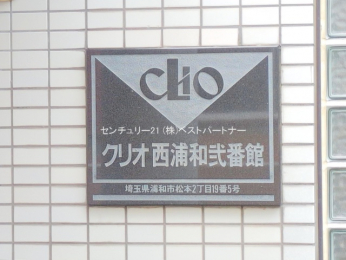 CLIO
センチュリー21(株)ベストパートナー
クリオ西浦和弐番館
埼玉県浦和市松本2丁目19番5号